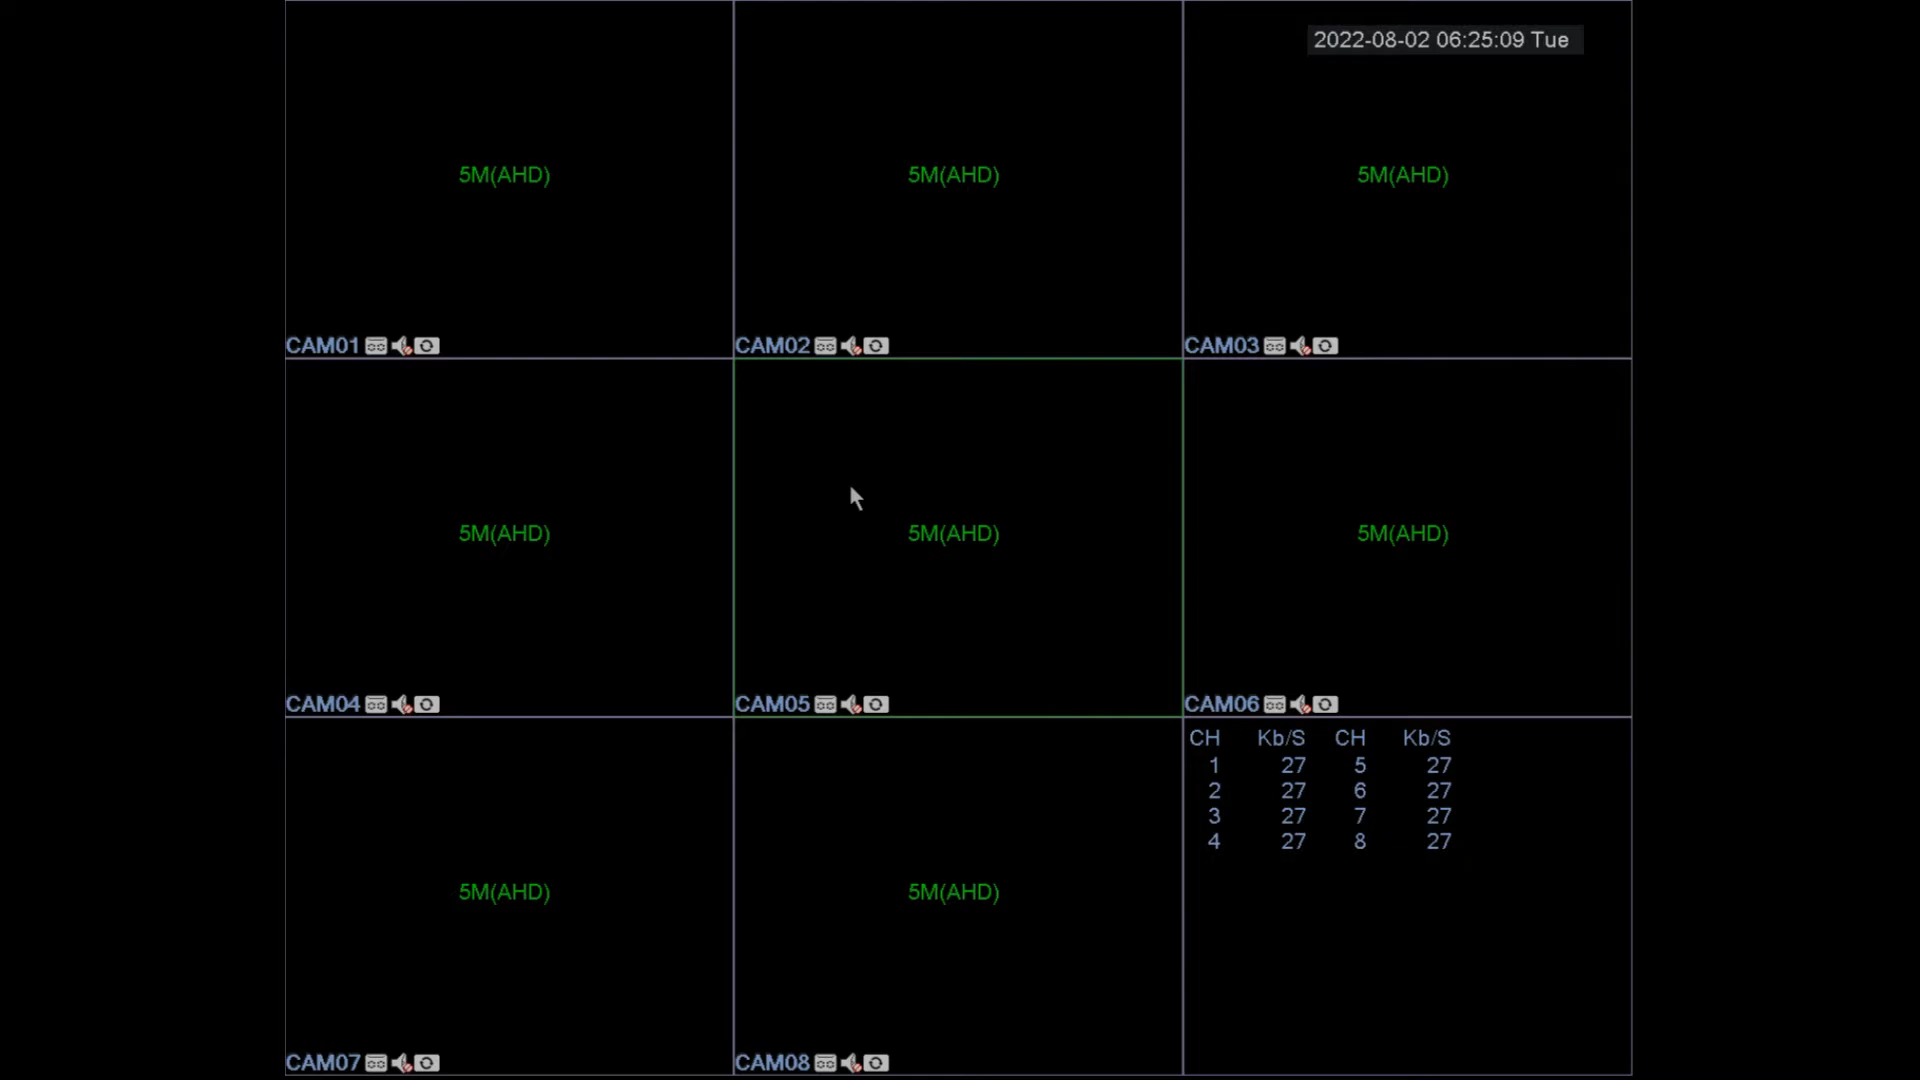 2022-08-02 06:25:09 Tue
5M(AHD) 5M(AHD) 5M(AHD)
CAM01 CAM02 CAM03
5M(AHD) 5M(AHD) 5M(AHD)
CAM04 CAM05 CAM06
CH Kb/S CH Kb/S
1 27 5 27
2 27 6 27
3 27 7 27
4 27 8 27
5M(AHD) 5M(AHD)
CAM07 CAM08